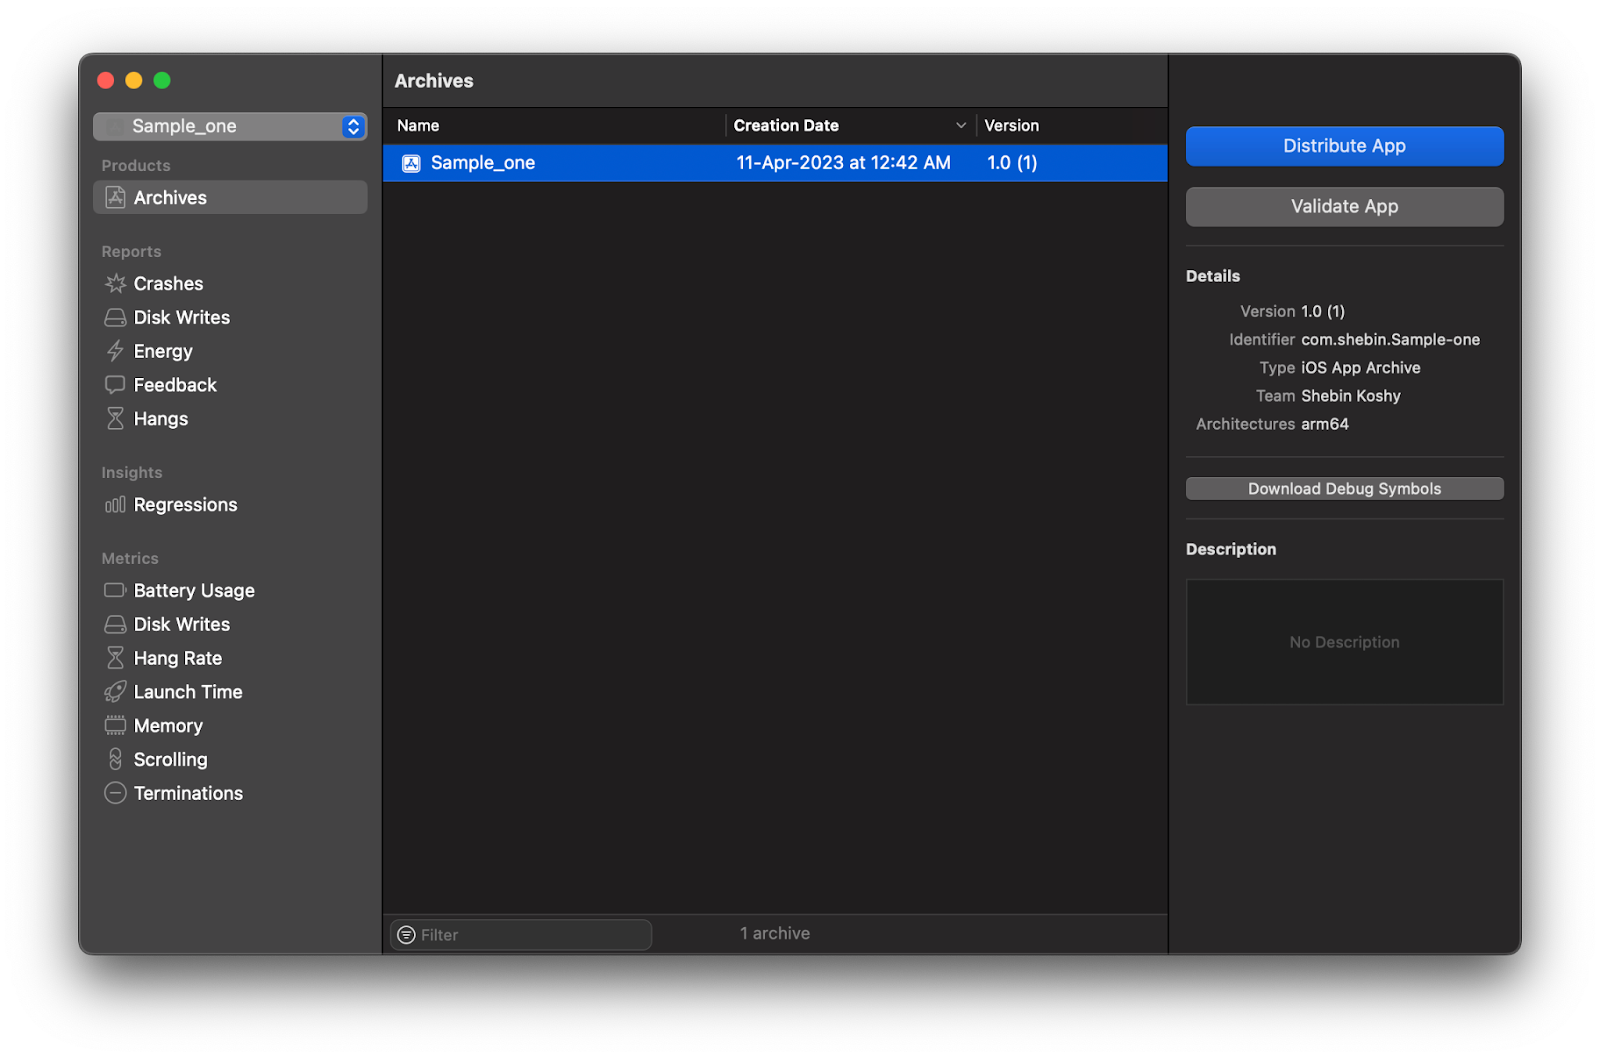 Sample_one
Products
Archives
Reports
Crashes
Disk Writes
Energy
Feedback
Hangs
Insights
Regressions
Metrics
Battery Usage
Disk Writes
Hang Rate
Launch Time
Memory
Scrolling
Terminations
Archives
Name Creation Date Version
Sample_one 11-Apr-2023 at 12:42 AM 1.0 (1)
Filter 1 archive
Distribute App
Validate App
Details
Version 1.0 (1)
Identifier com.shebin.Sample-one
Type iOS App Archive
Team Shebin Koshy
Architectures arm64
Download Debug Symbols
Description
No Description